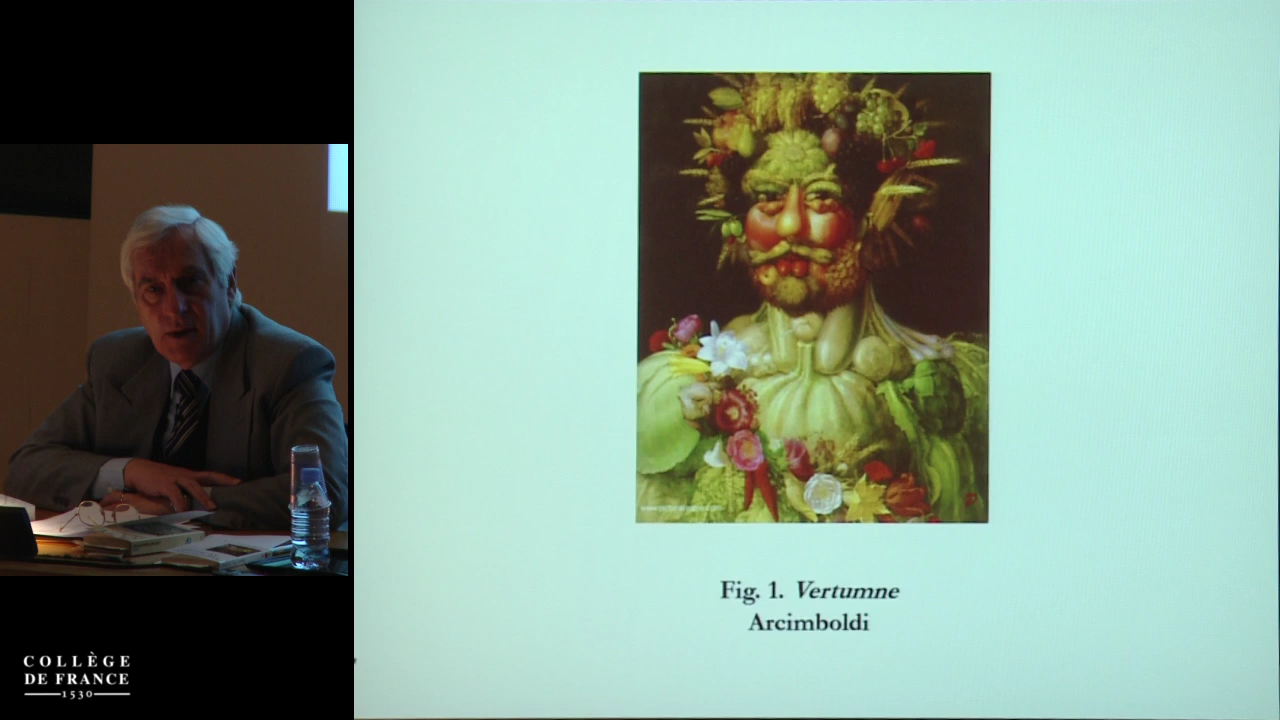 COLLÈGE
DE FRANCE
1530
Fig. 1. Vertumne
Arcimboldi